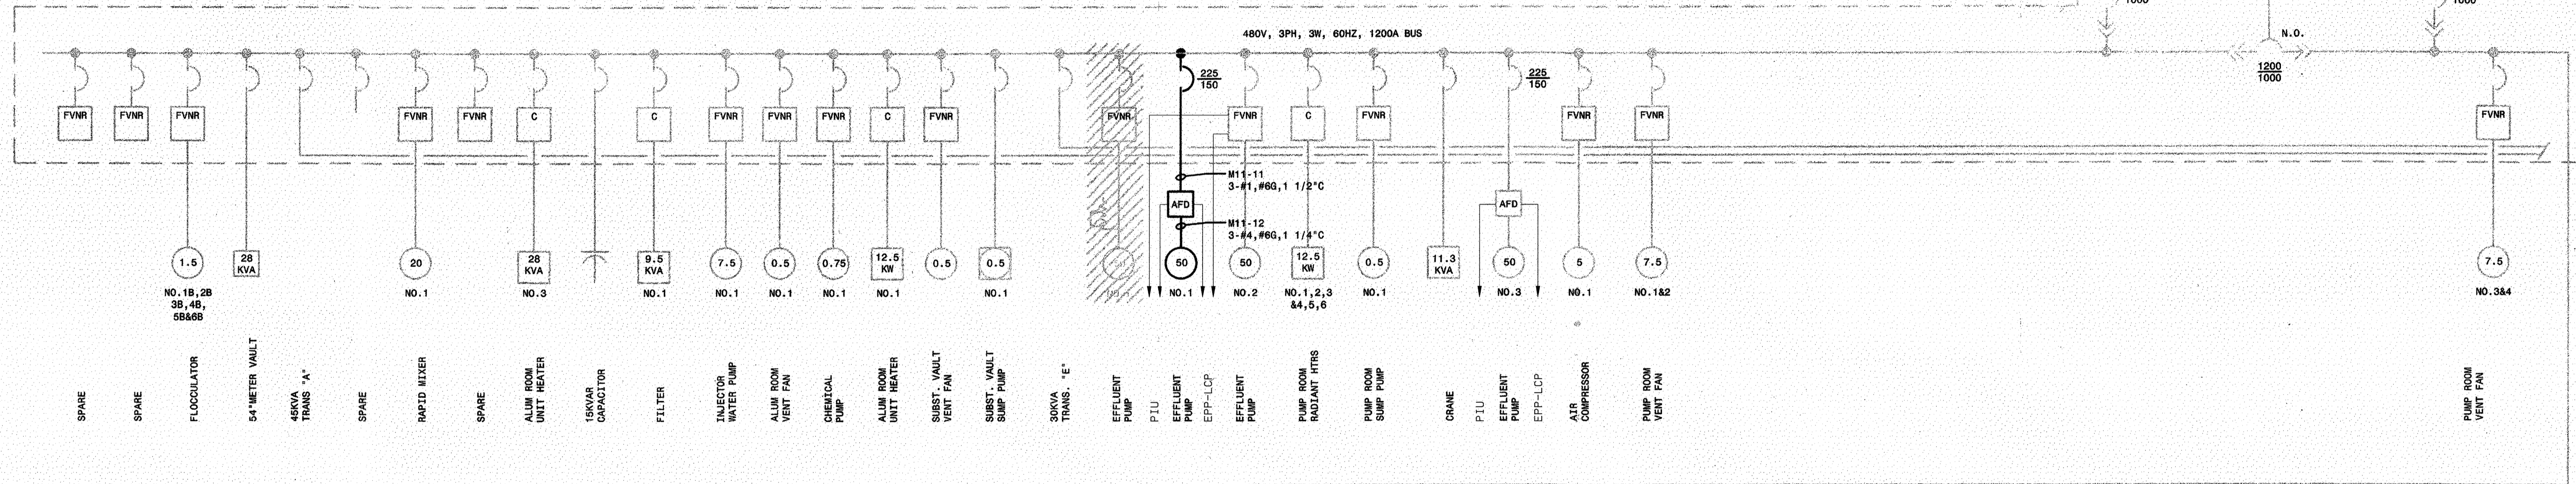 1000
1000
480V, 3PH, 3W, 60HZ, 1200A BUS
N.O.
225
150
225
150
1200
1000
FVNR
FVNR
FVNR
FVNR
FVNR
C
C
FVNR
FVNR
FVNR
C
FVNR
FVNR
FVNR
C
FVNR
FVNR
FVNR
FVNR
M11-11
3-#1,#6G,1 1/2"C
AFD
AFD
M11-12
3-#4,#6G,1 1/4"C
1.5
28
KVA
20
28
KVA
9.5
KVA
7.5
0.5
0.75
12.5
KW
0.5
0.5
50
50
12.5
KW
0.5
11.3
KVA
50
5
7.5
7.5
NO.1B,2B
3B,4B,
5B&6B
NO.1
NO.3
NO.1
NO.1
NO.1
NO.1
NO.1
NO.1
NO.1
NO.2
NO.1,2,3
&4,5,6
NO.1
NO.3
NO.1
NO.1&2
NO.3&4
SPARE
SPARE
FLOCCULATOR
54"METER VAULT
45KVA
TRANS "A"
SPARE
RAPID MIXER
SPARE
ALUM ROOM
UNIT HEATER
15KVAR
CAPACITOR
FILTER
INJECTOR
WATER PUMP
ALUM ROOM
VENT FAN
CHEMICAL
PUMP
ALUM ROOM
UNIT HEATER
SUBST. VAULT
VENT FAN
SUBST. VAULT
SUMP PUMP
30KVA
TRANS. "E"
EFFLUENT
PUMP
PIU
EFFLUENT
PUMP
EPP-LCP
EFFLUENT
PUMP
PUMP ROOM
RADIANT HTRS
PUMP ROOM
SUMP PUMP
CRANE
PIU
EFFLUENT
PUMP
EPP-LCP
AIR
COMPRESSOR
PUMP ROOM
VENT FAN
PUMP ROOM
VENT FAN